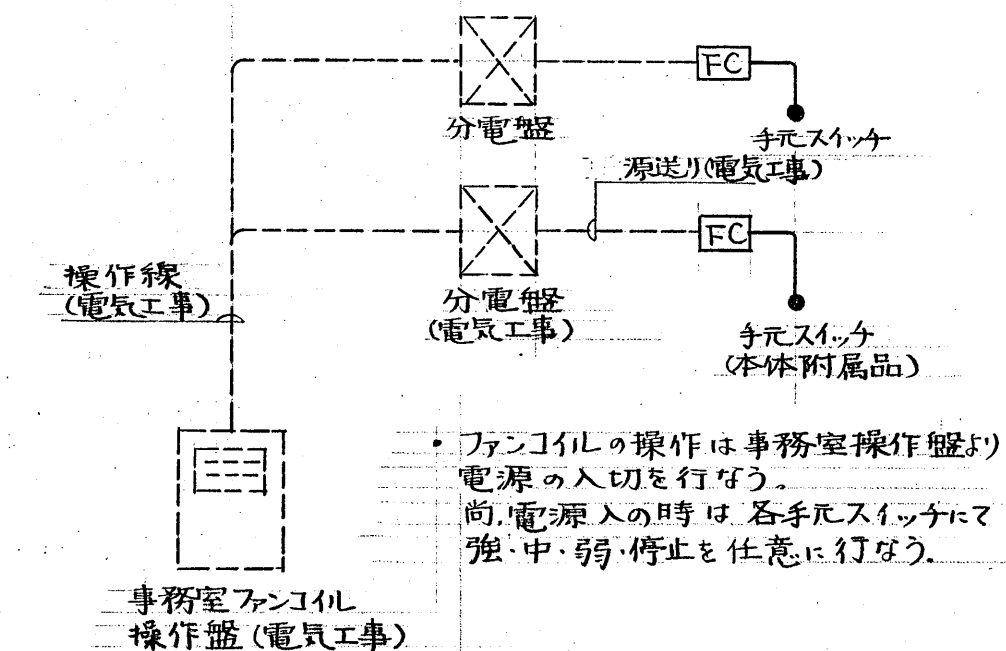 FC
分電盤
手元スイッチ
源送り(電気工事)
FC
操作線
(電気工事)
分電盤
(電気工事)
手元スイッチ
(本体附属品)
・ファンコイルの操作は事務室操作盤より
電源の入切を行なう。
尚,電源入の時は各手元スイッチにて
強・中・弱・停止を任意に行なう。
事務室ファンコイル
操作盤(電気工事)